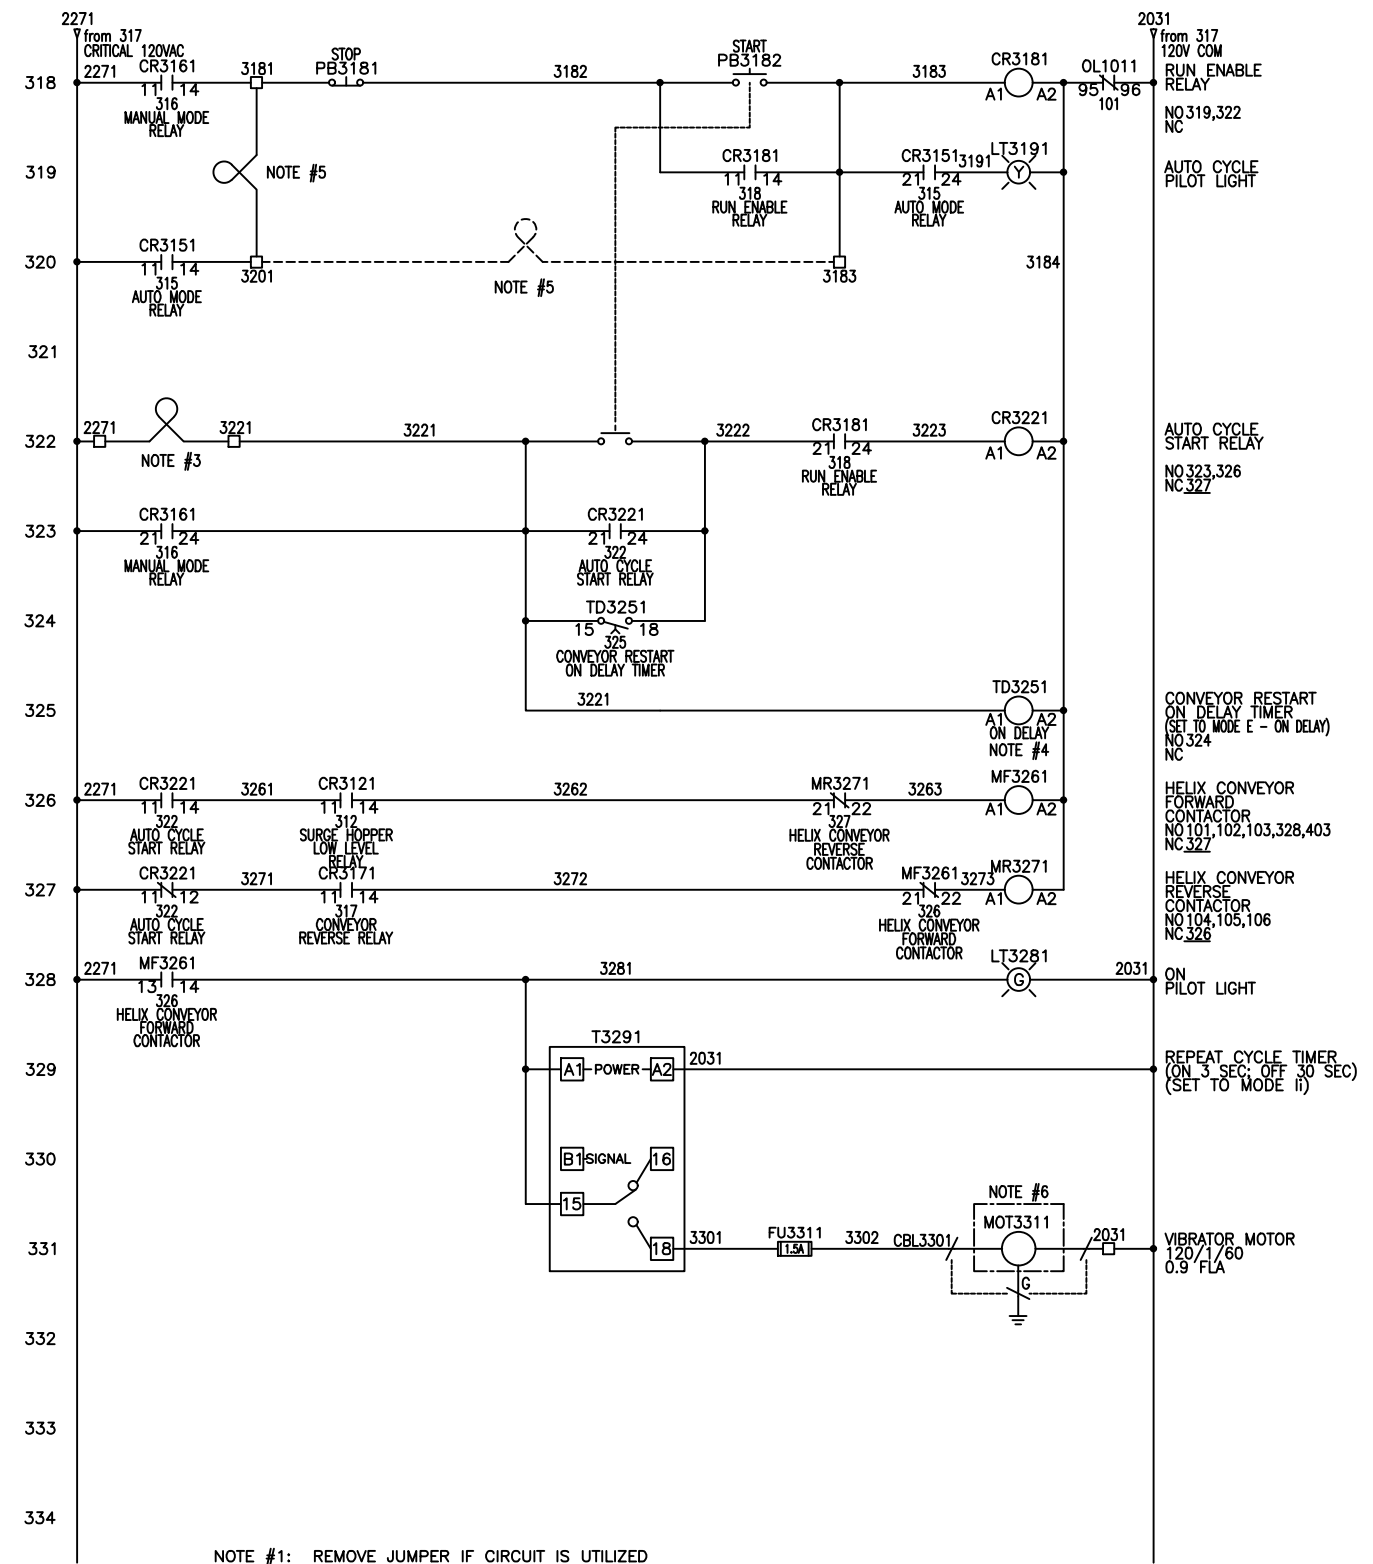 2271
from 317
CRITICAL 120VAC
2031
from 317
120V COM
318
2271
CR3161
11 14
316
MANUAL MODE
RELAY
3181
STOP
PB3181
3182
START
PB3182
3183
CR3181
A1 A2
OL1011
95 96
101
RUN ENABLE
RELAY
NO 319,322
NC
319
NOTE #5
CR3181
11 14
318
RUN ENABLE
RELAY
CR3151
21 24
315
AUTO MODE
RELAY
3191
LT3191
Y
AUTO CYCLE
PILOT LIGHT
320
CR3151
11 14
315
AUTO MODE
RELAY
3201
NOTE #5
3183
3184
321
322
2271
3221
NOTE #3
3221
3222
CR3181
21 24
318
RUN ENABLE
RELAY
3223
CR3221
A1 A2
AUTO CYCLE
START RELAY
NO 323,326
NC 327
323
CR3161
21 24
316
MANUAL MODE
RELAY
CR3221
21 24
322
AUTO CYCLE
START RELAY
324
TD3251
15 18
325
CONVEYOR RESTART
ON DELAY TIMER
325
3221
TD3251
A1 A2
ON DELAY
NOTE #4
CONVEYOR RESTART
ON DELAY TIMER
(SET TO MODE E - ON DELAY)
NO 324
NC
326
2271
CR3221
11 14
322
AUTO CYCLE
START RELAY
3261
CR3121
11 14
312
SURGE HOPPER
LOW LEVEL
RELAY
3262
MR3271
21 22
327
HELIX CONVEYOR
REVERSE
CONTACTOR
3263
MF3261
A1 A2
HELIX CONVEYOR
FORWARD
CONTACTOR
NO 101,102,103,328,403
NC 327
327
CR3221
11 12
322
AUTO CYCLE
START RELAY
3271
CR3171
11 14
317
CONVEYOR
REVERSE RELAY
3272
MF3261
21 22
326
HELIX CONVEYOR
FORWARD
CONTACTOR
3273
MR3271
A1 A2
HELIX CONVEYOR
REVERSE
CONTACTOR
NO 104,105,106
NC 326
328
2271
MF3261
13 14
326
HELIX CONVEYOR
FORWARD
CONTACTOR
3281
LT3281
G
2031
ON
PILOT LIGHT
329
T3291
A1 POWER A2
2031
REPEAT CYCLE TIMER
(ON 3 SEC; OFF 30 SEC)
(SET TO MODE Ii)
330
B1 SIGNAL 16
15
331
18
3301
FU3311
1.5A
3302
CBL3301
NOTE #6
MOT3311
G
2031
VIBRATOR MOTOR
120/1/60
0.9 FLA
332
333
334
NOTE #1: REMOVE JUMPER IF CIRCUIT IS UTILIZED